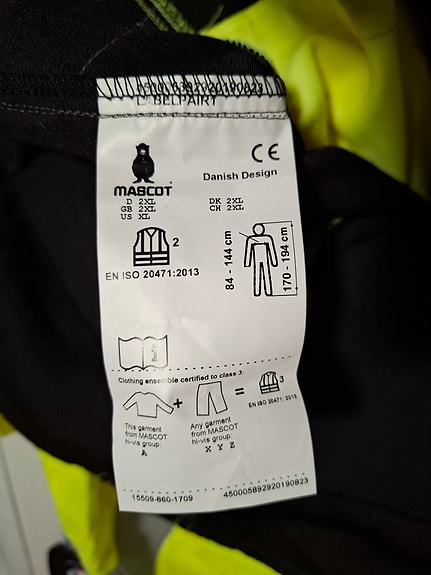 LABELPAIRT
CE
MASCOT
Danish Design
D 2XL DK 2XL
GB 2XL CH 2XL
US XL
2
EN ISO 20471:2013
84 - 144 cm
170 - 194 cm
Clothing ensemble certified to class 3:
+ = 3
EN ISO 20471: 2013
This garment
from MASCOT
hi-vis group:
A
Any garment
from MASCOT
hi-vis group:
X Y Z
15509-860-1709
450005892920190823